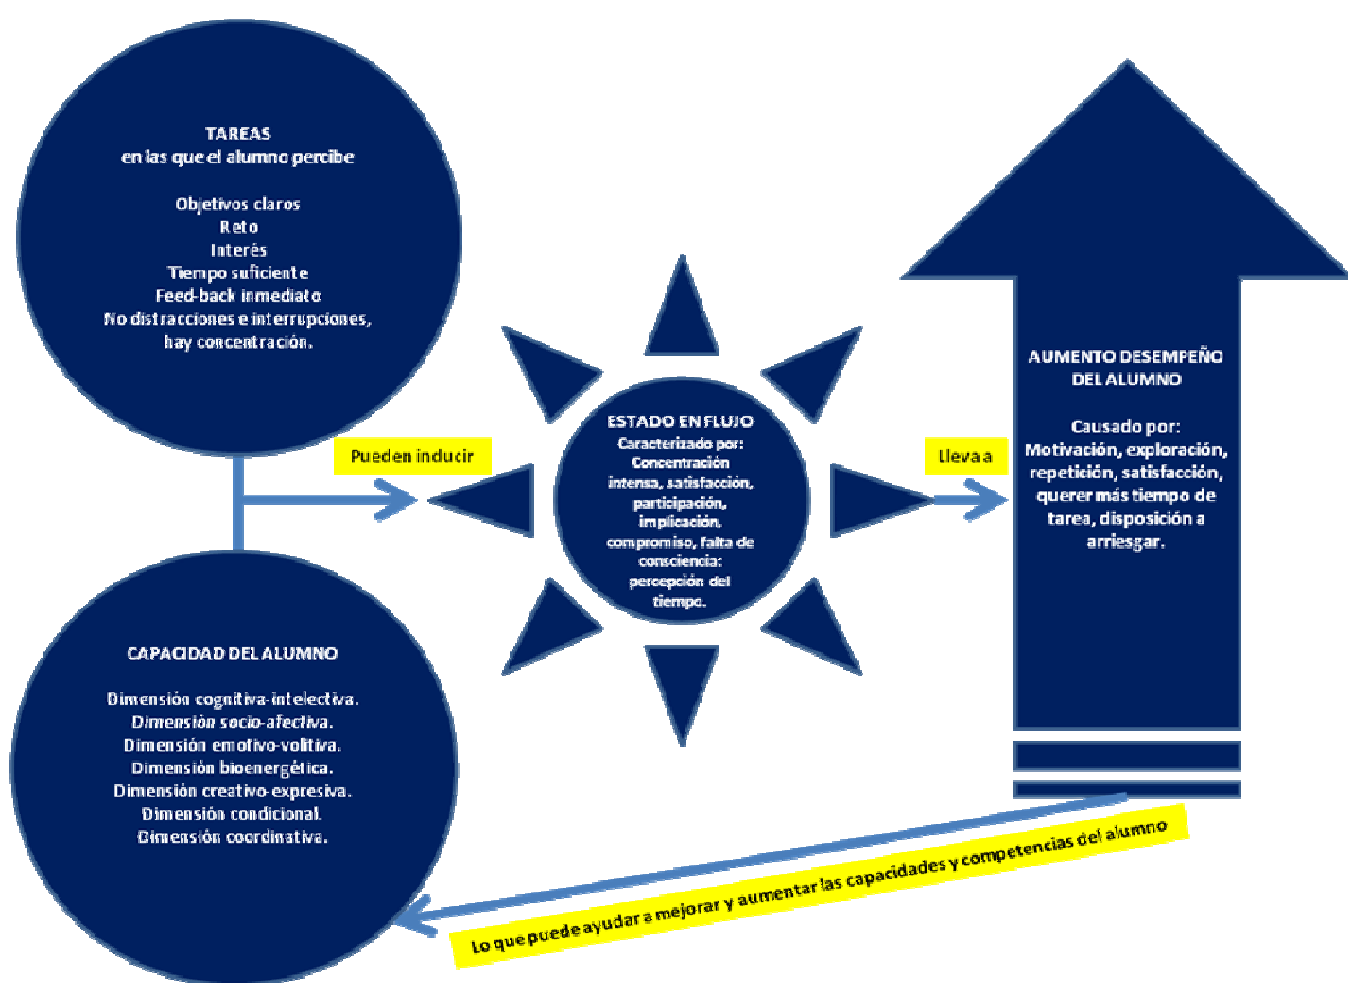 TAREAS
en las que el alumno percibe
Objetivos claros
Reto
Interés
Tiempo suficiente
Feed-back inmediato
No distracciones e interrupciones,
hay concentración.
Pueden inducir
CAPACIDAD DEL ALUMNO
Dimensión cognitiva-intelectiva.
Dimensión socio-afectiva.
Dimensión emotivo-volitiva.
Dimensión bioenergética.
Dimensión creativo-expresiva.
Dimensión condicional.
Dimensión coordinativa.
ESTADO EN FLUJO
Caracterizado por:
Concentración
intensa, satisfacción,
participación,
implicación,
compromiso, falta de
consciencia:
percepción del
tiempo.
Lleva a
AUMENTO DESEMPEÑO
DEL ALUMNO
Causado por:
Motivación, exploración,
repetición, satisfacción,
querer más tiempo de
tarea, disposición a
arriesgar.
Lo que puede ayudar a mejorar y aumentar las capacidades y competencias del alumno